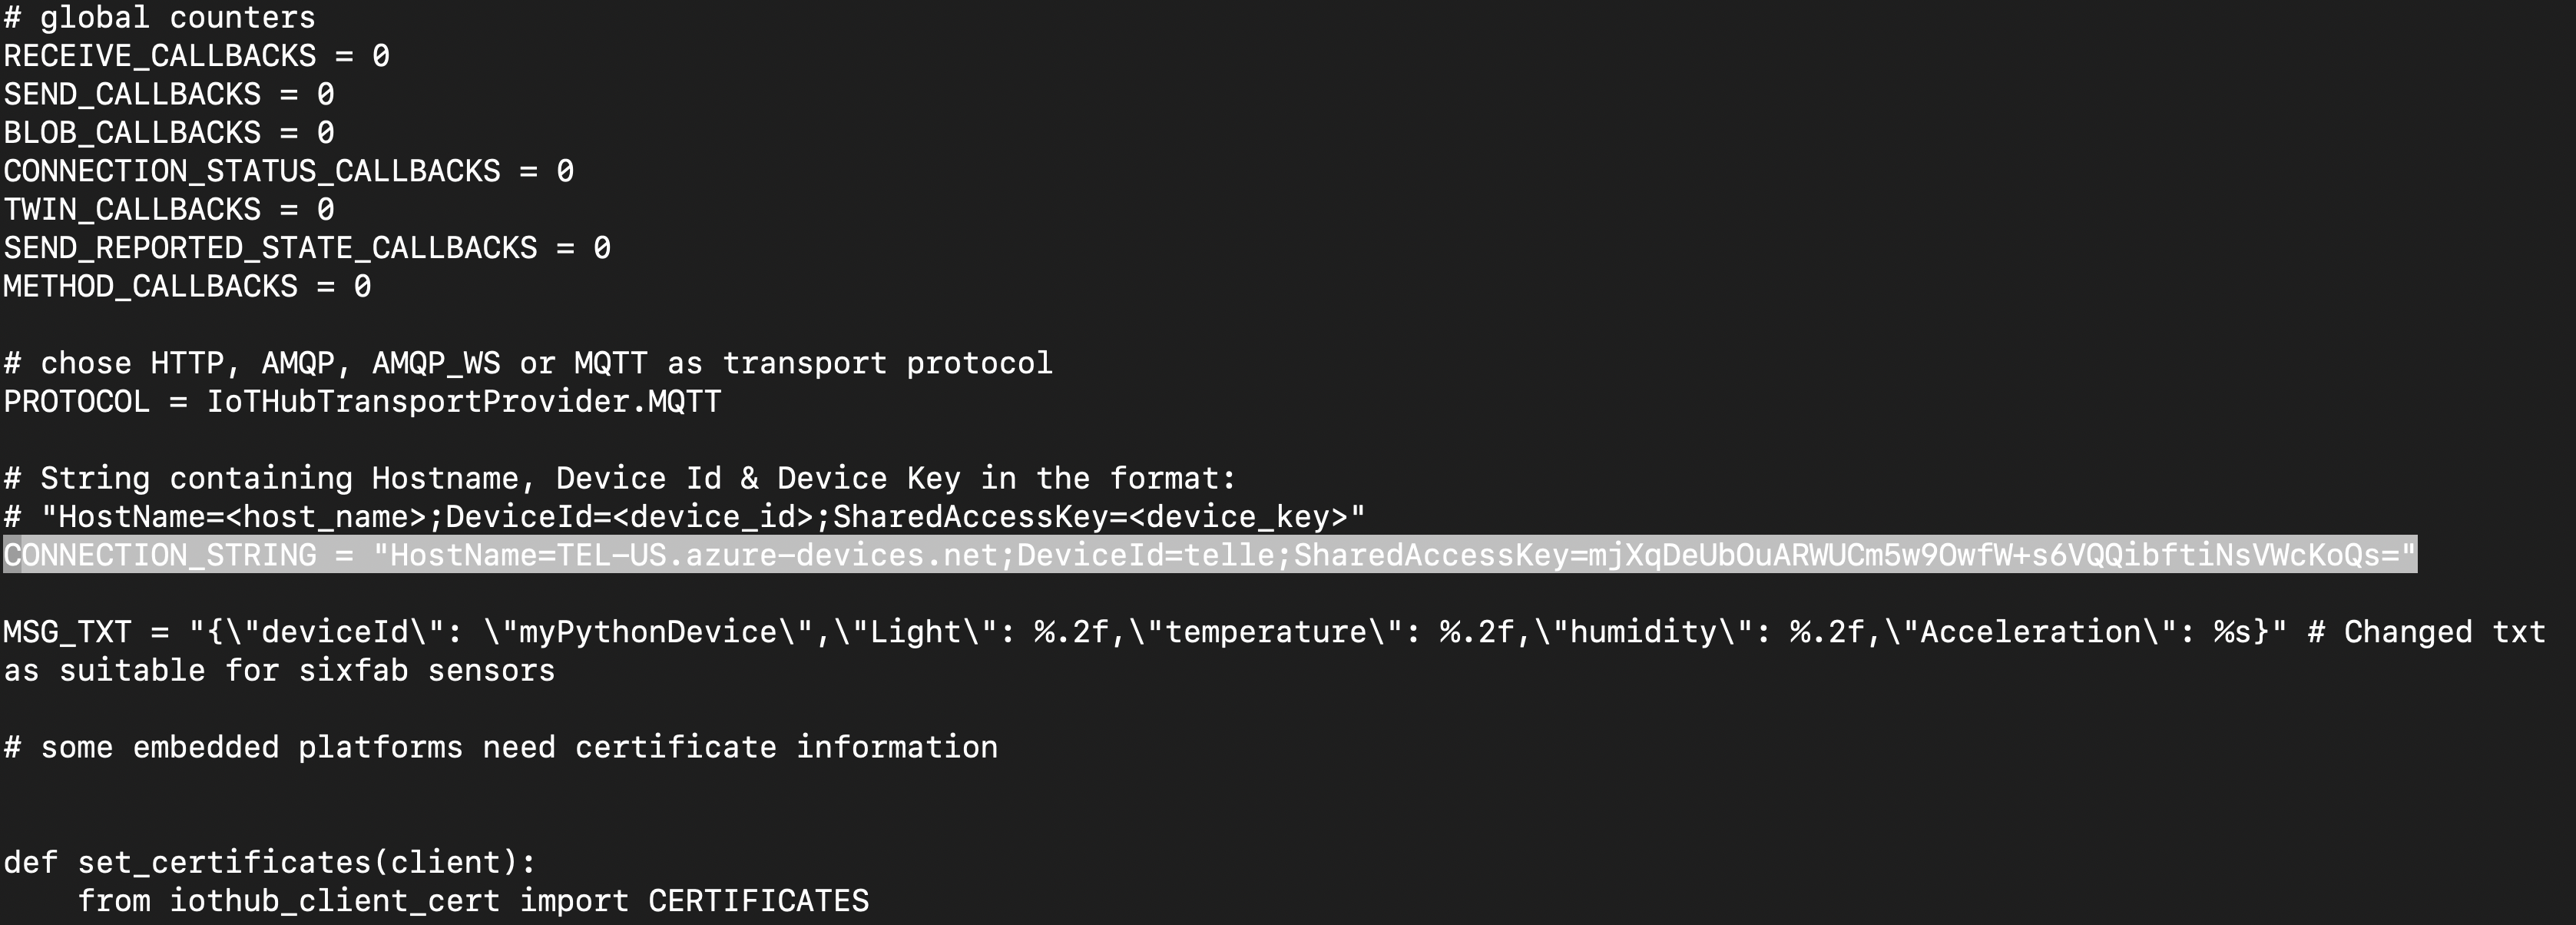 # global counters
RECEIVE_CALLBACKS = 0
SEND_CALLBACKS = 0
BLOB_CALLBACKS = 0
CONNECTION_STATUS_CALLBACKS = 0
TWIN_CALLBACKS = 0
SEND_REPORTED_STATE_CALLBACKS = 0
METHOD_CALLBACKS = 0
# chose HTTP, AMQP, AMQP_WS or MQTT as transport protocol
PROTOCOL = IoTHubTransportProvider.MQTT
# String containing Hostname, Device Id & Device Key in the format:
# "HostName=<host_name>;DeviceId=<device_id>;SharedAccessKey=<device_key>"
CONNECTION_STRING = "HostName=TEL-US.azure-devices.net;DeviceId=telle;SharedAccessKey=mjXqDeUbOuARWUCm5w9OwfW+s6VQQibftiNsVWcKoQs="
MSG_TXT = "{\"deviceId\": \"myPythonDevice\",\"Light\": %.2f,\"temperature\": %.2f,\"humidity\": %.2f,\"Acceleration\": %s}" # Changed txt
as suitable for sixfab sensors
# some embedded platforms need certificate information
def set_certificates(client):
    from iothub_client_cert import CERTIFICATES